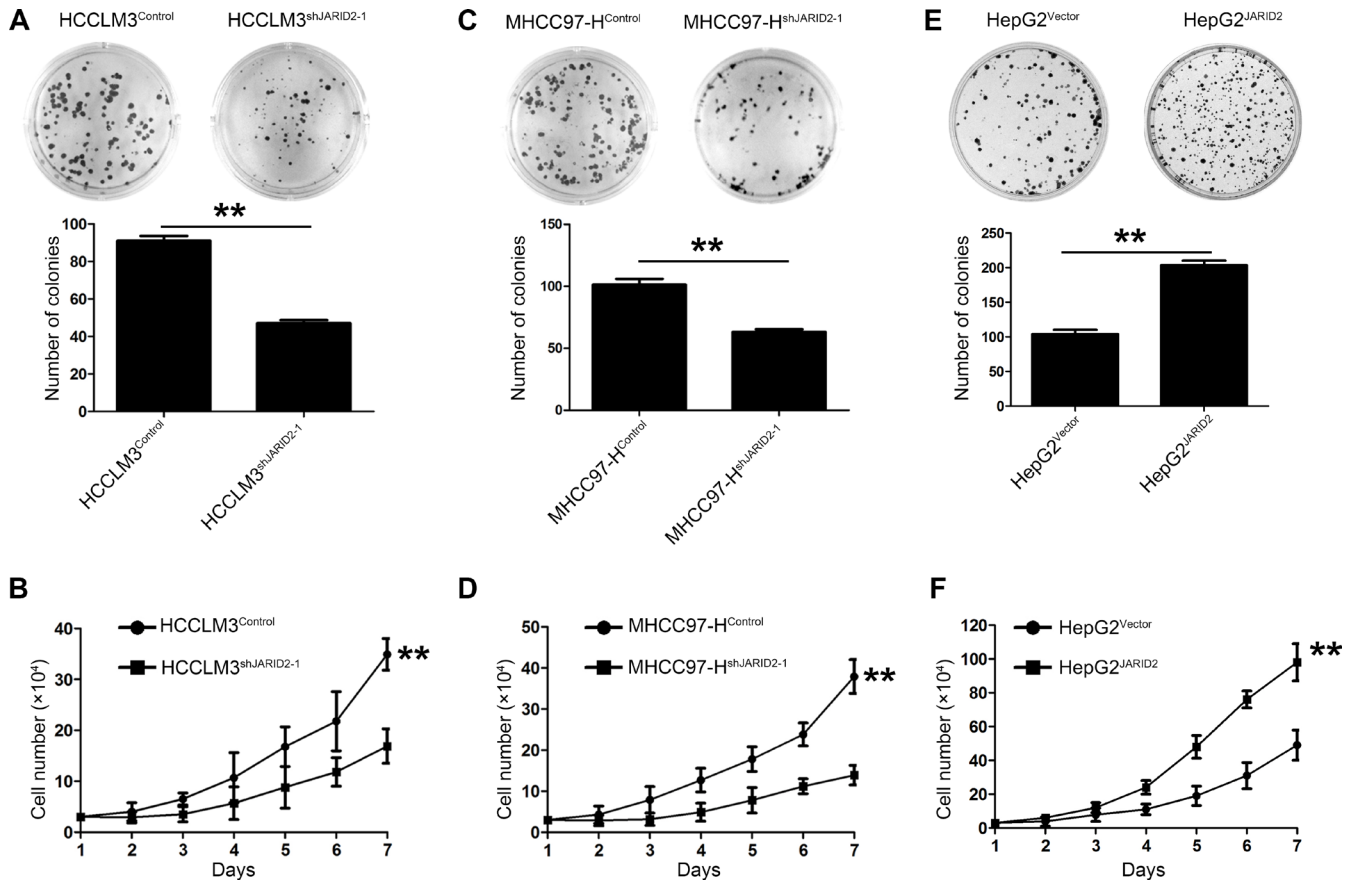 A
HCCLM3Control
HCCLM3shJARID2-1
**
Number of colonies
100
80
60
40
20
0
HCCLM3Control
HCCLM3shJARID2-1
C
MHCC97-HControl
MHCC97-HshJARID2-1
**
Number of colonies
150
100
50
0
MHCC97-HControl
MHCC97-HshJARID2-1
E
HepG2Vector
HepG2JARID2
**
Number of colonies
250
200
150
100
50
0
HepG2Vector
HepG2JARID2
B
HCCLM3Control
HCCLM3shJARID2-1
**
Cell number (×10⁴)
40
30
20
10
0
1 2 3 4 5 6 7
Days
D
MHCC97-HControl
MHCC97-HshJARID2-1
**
Cell number (×10⁴)
50
40
30
20
10
0
1 2 3 4 5 6 7
Days
F
HepG2Vector
HepG2JARID2
**
Cell number (×10⁴)
120
100
80
60
40
20
0
1 2 3 4 5 6 7
Days